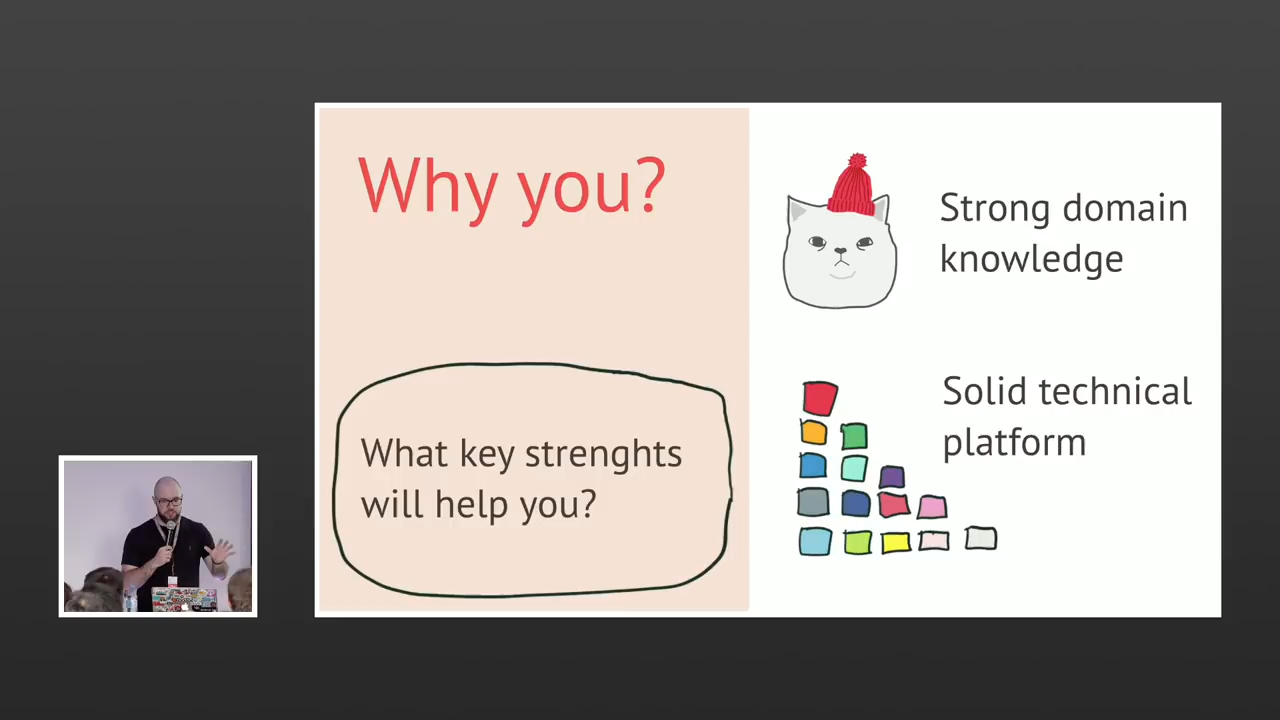 Why you?
What key strenghts
will help you?
Strong domain
knowledge
Solid technical
platform